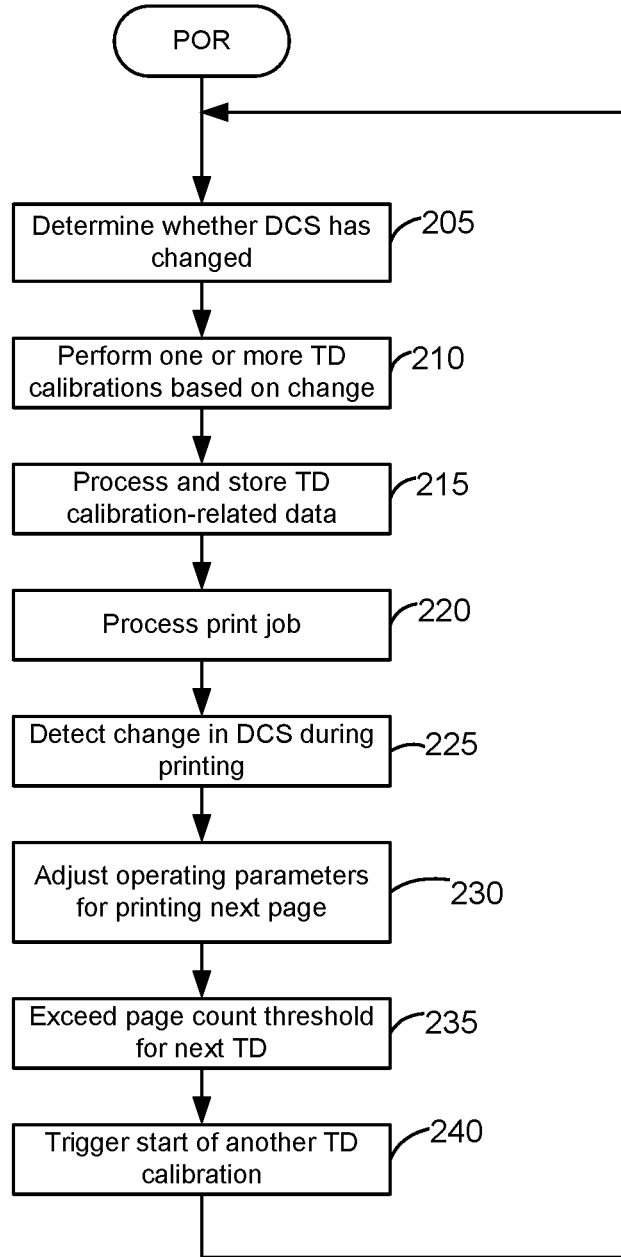 POR
Determine whether DCS has
changed
205
Perform one or more TD
calibrations based on change
210
Process and store TD
calibration-related data
215
Process print job
220
Detect change in DCS during
printing
225
Adjust operating parameters
for printing next page
230
Exceed page count threshold
for next TD
235
Trigger start of another TD
calibration
240